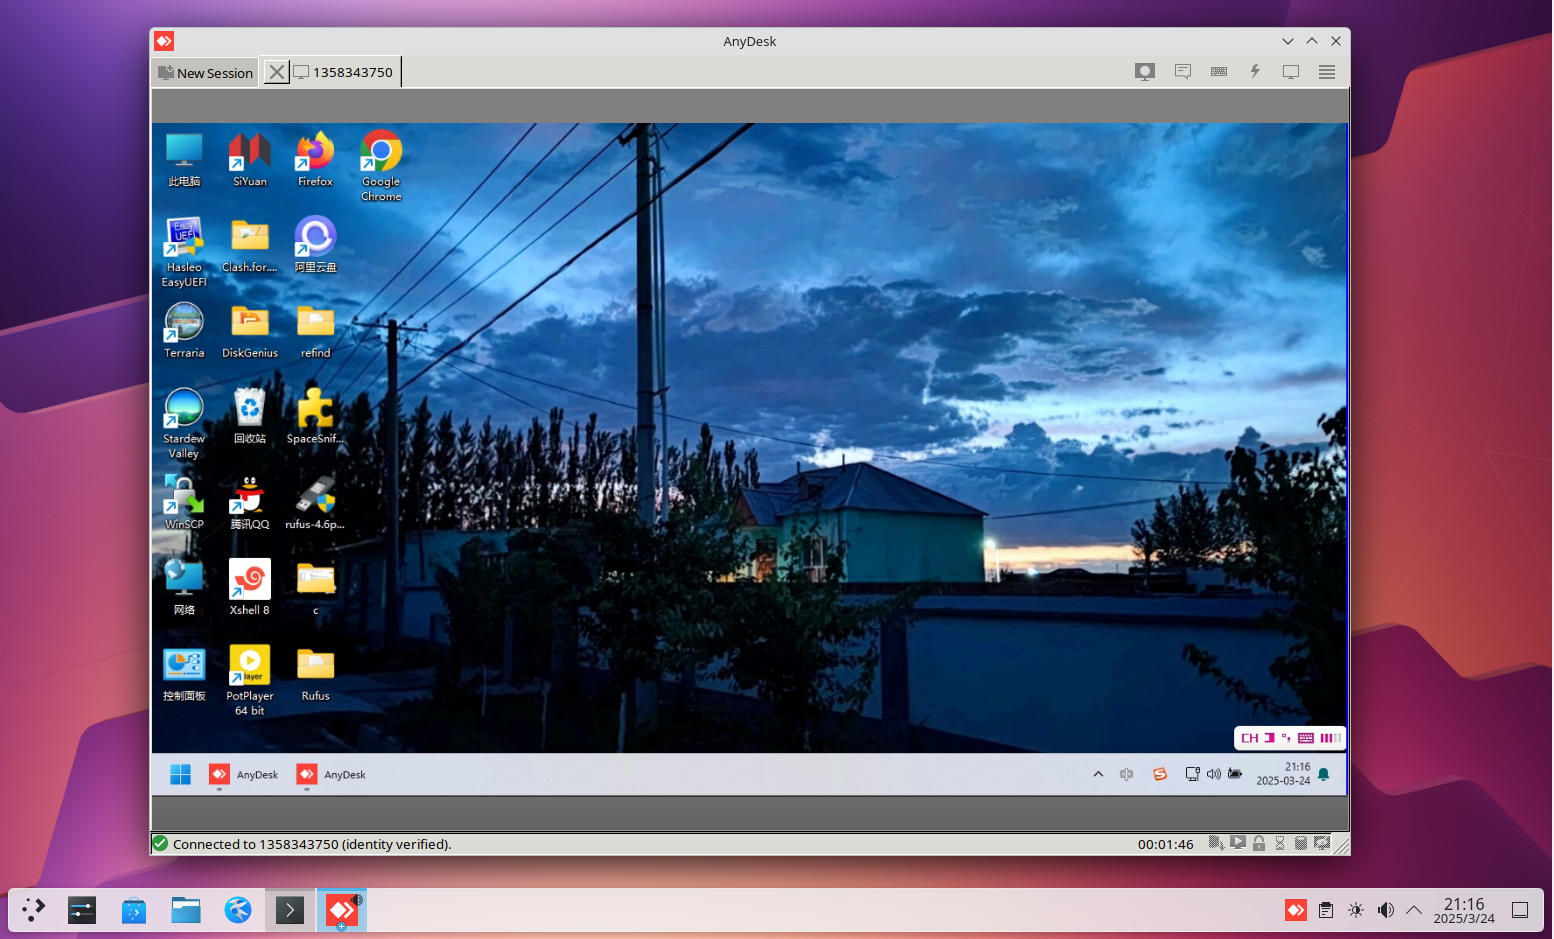 AnyDesk
New Session
1358343750
此电脑
SiYuan
Firefox
Google
Chrome
Easy
UEFI
Hasleo
EasyUEFI
Clash.for....
阿里云盘
Terraria
DiskGenius
refind
Stardew
Valley
回收站
SpaceSnif...
WinSCP
腾讯QQ
rufus-4.6p...
网络
Xshell 8
c
控制面板
PotPlayer
64 bit
Rufus
CH
AnyDesk
AnyDesk
中
21:16
2025-03-24
Connected to 1358343750 (identity verified).
00:01:46
21:16
2025/3/24